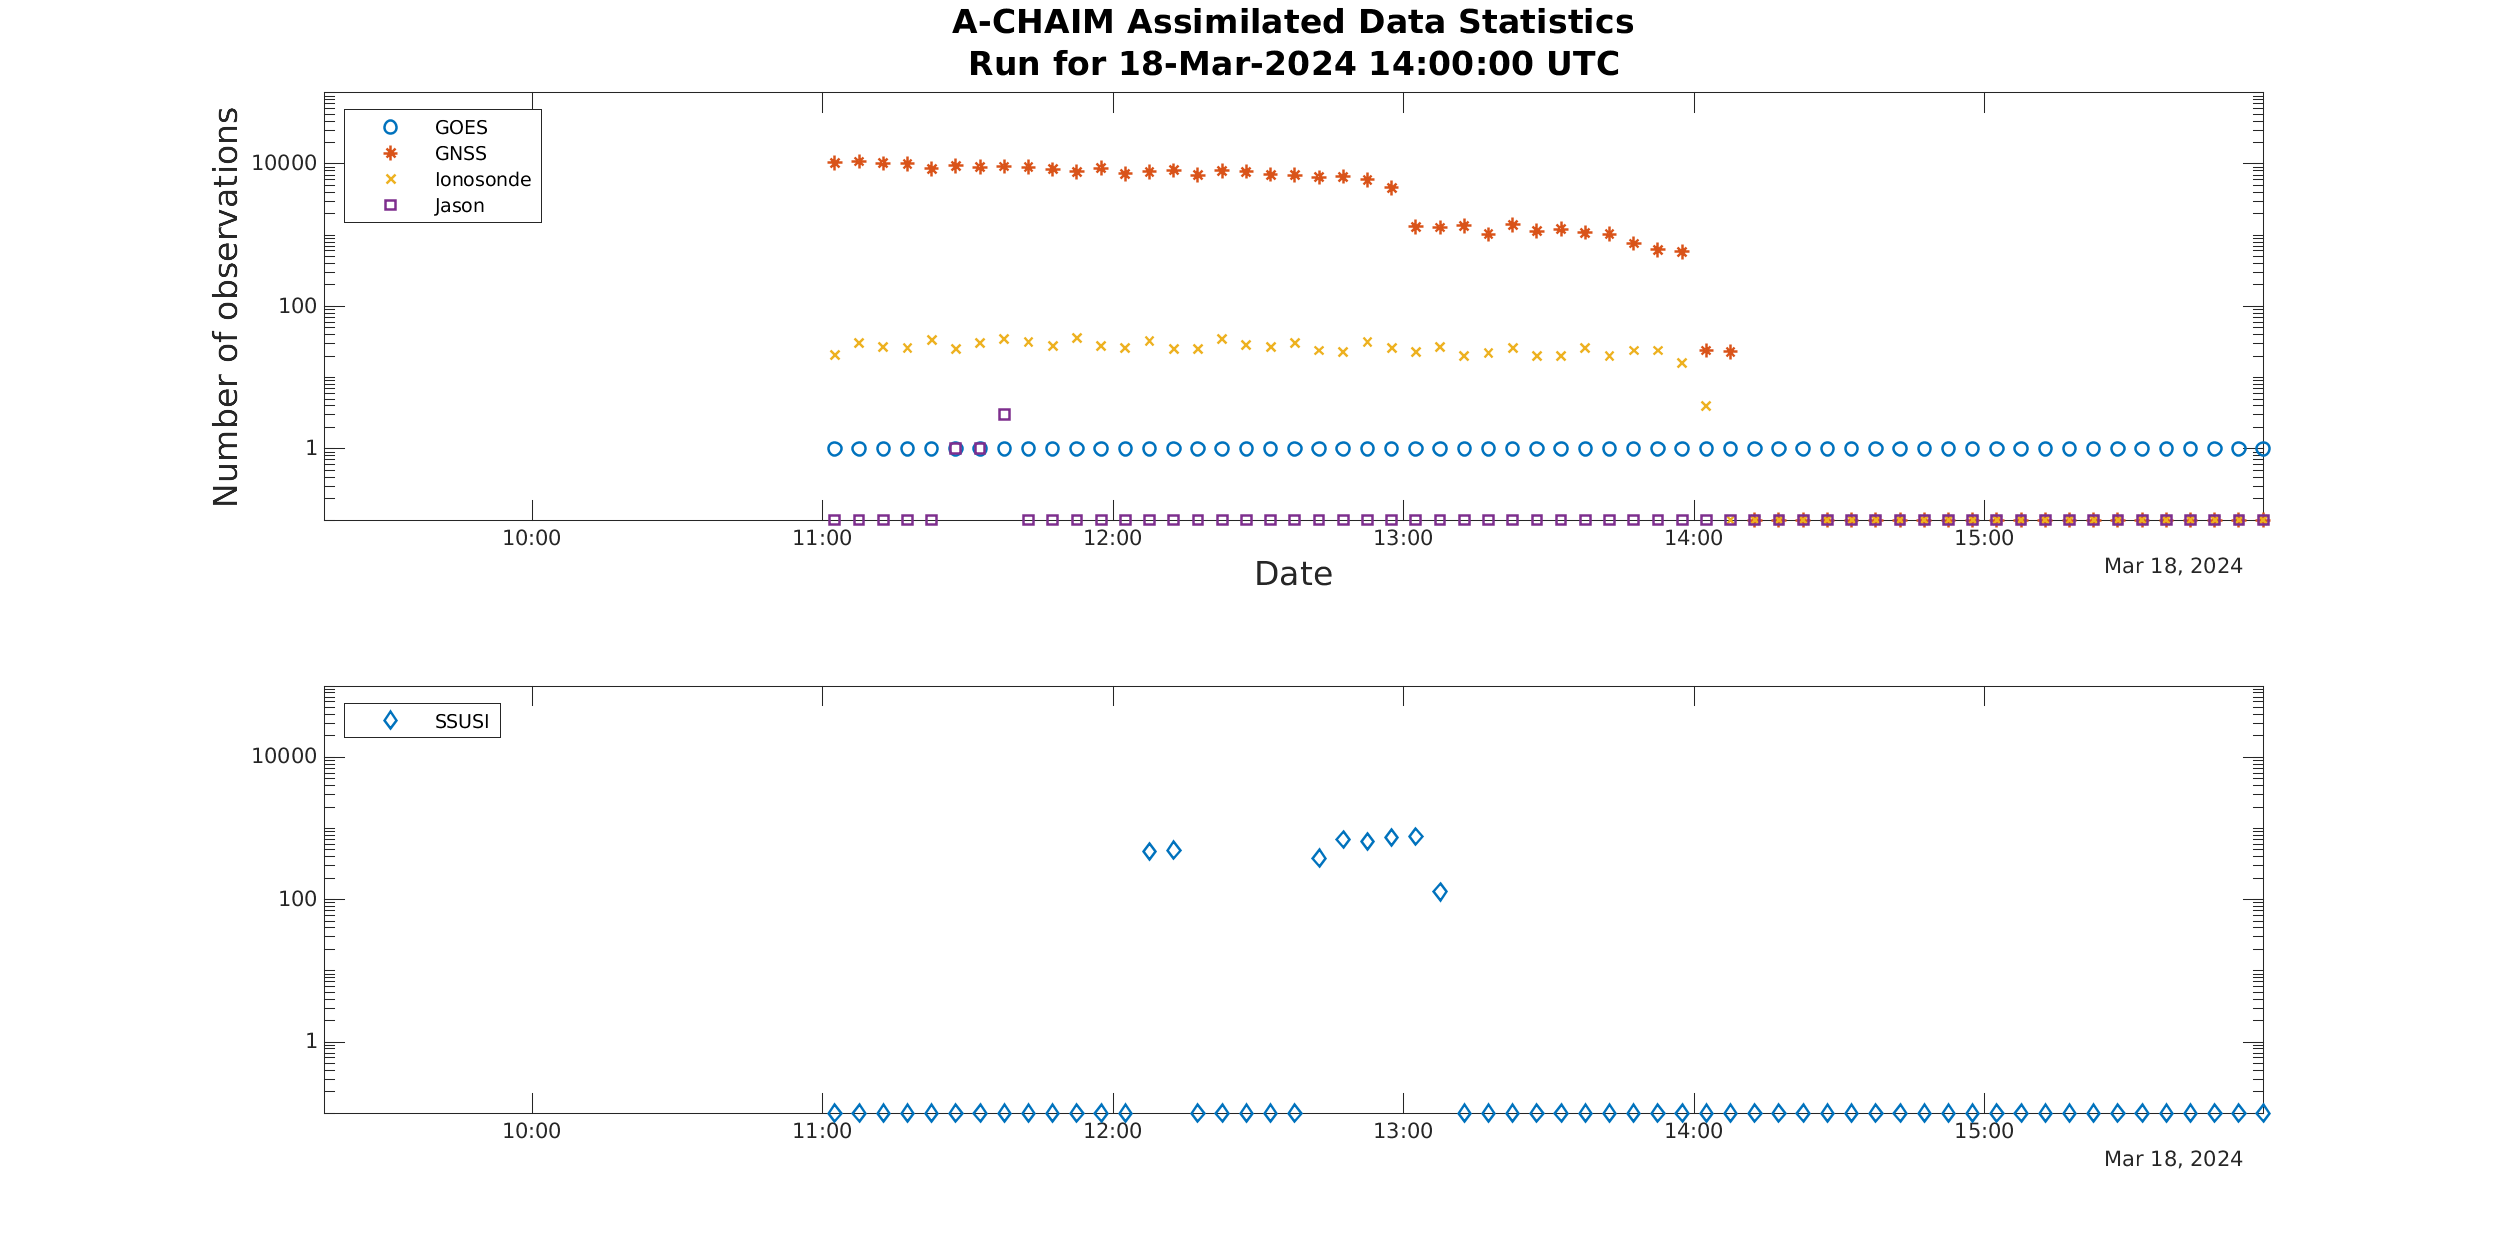 A-CHAIM Assimilated Data Statistics
Run for 18-Mar-2024 14:00:00 UTC
Number of observations
10000
100
1
GOES
GNSS
Ionosonde
Jason
10:00 11:00 12:00 13:00 14:00 15:00
Mar 18, 2024
Date
10000
100
1
SSUSI
10:00 11:00 12:00 13:00 14:00 15:00
Mar 18, 2024